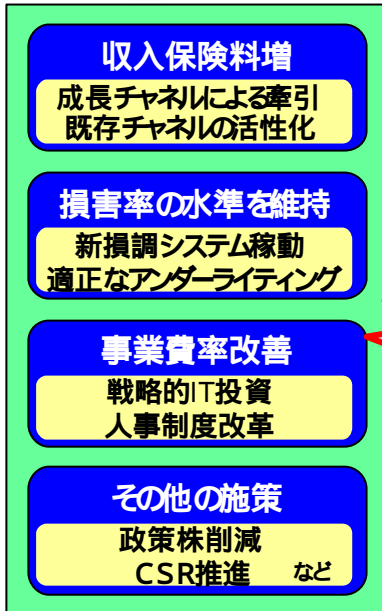 収入保険料増
成長チャネルによる牽引
既存チャネルの活性化
損害率の水準を維持
新損調システム稼動
適正なアンダーライティング
事業費率改善
戦略的IT投資
人事制度改革
その他の施策
政策株削減
CSR推進 など